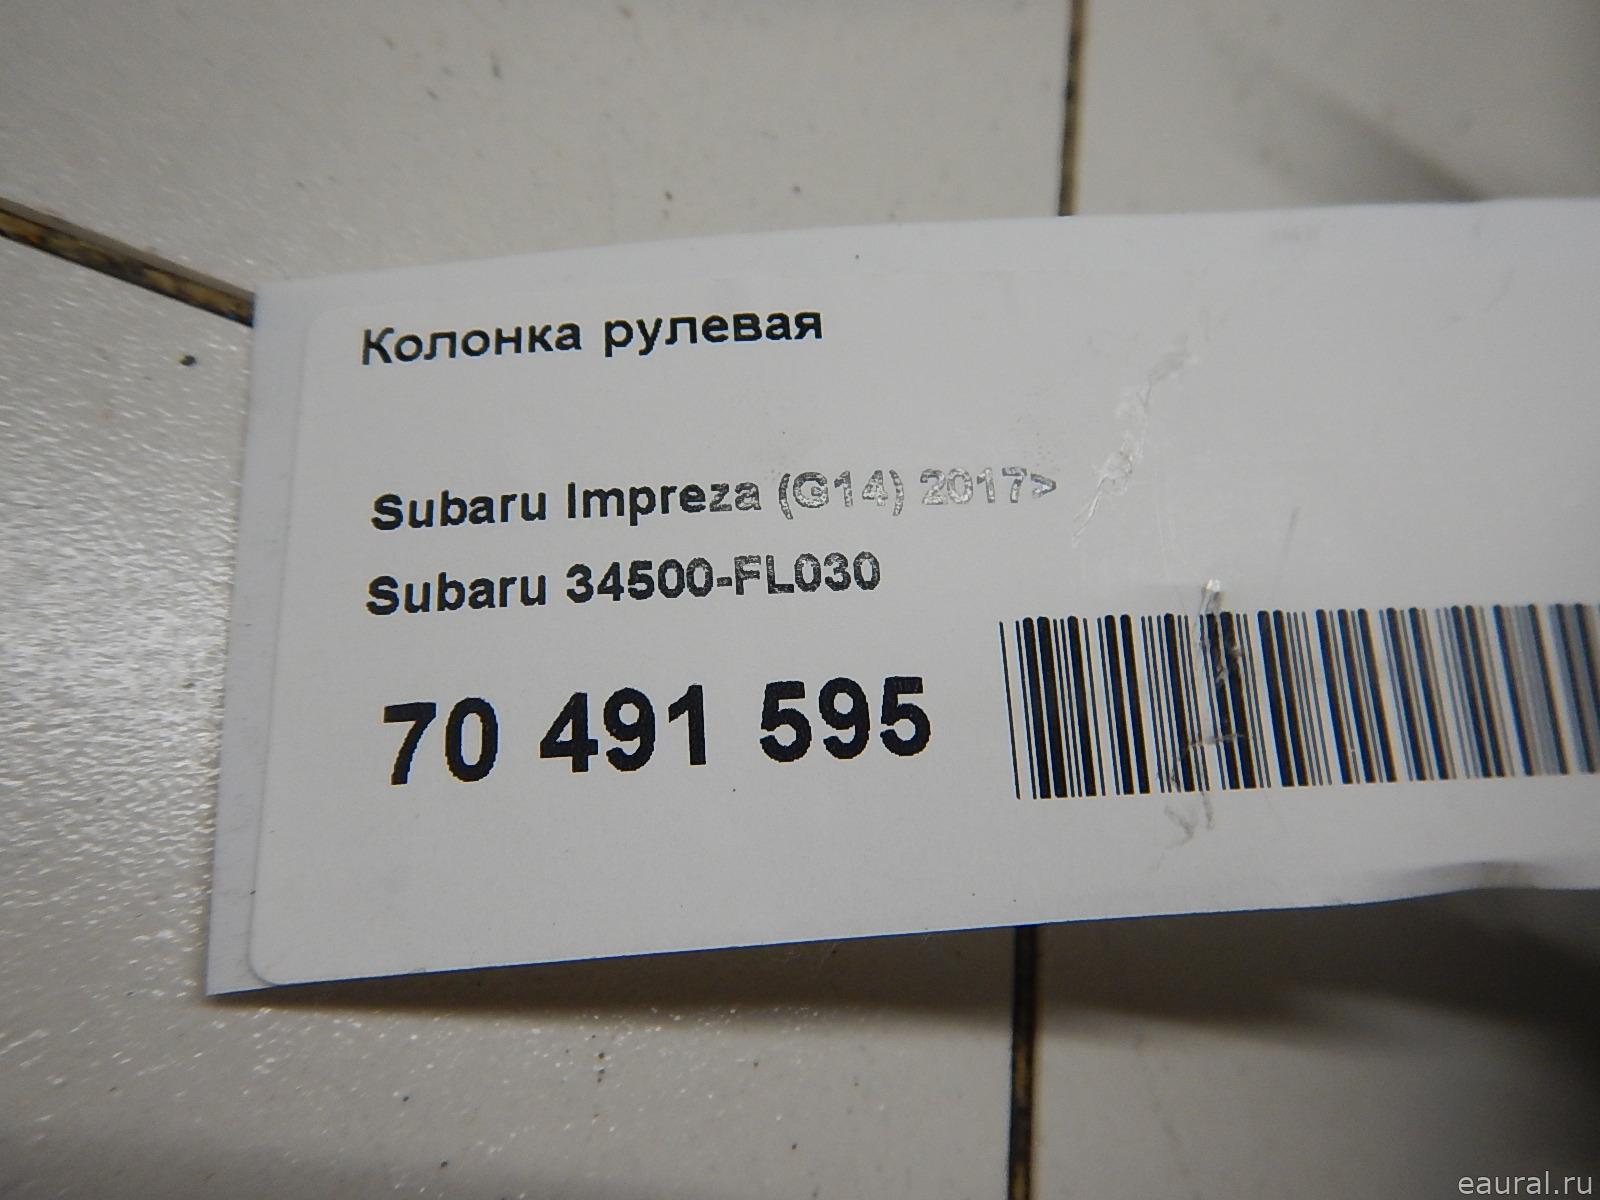 Колонка рулевая
Subaru Impreza (G14) 2017>
Subaru 34500-FL030
70 491 595
eaural.ru